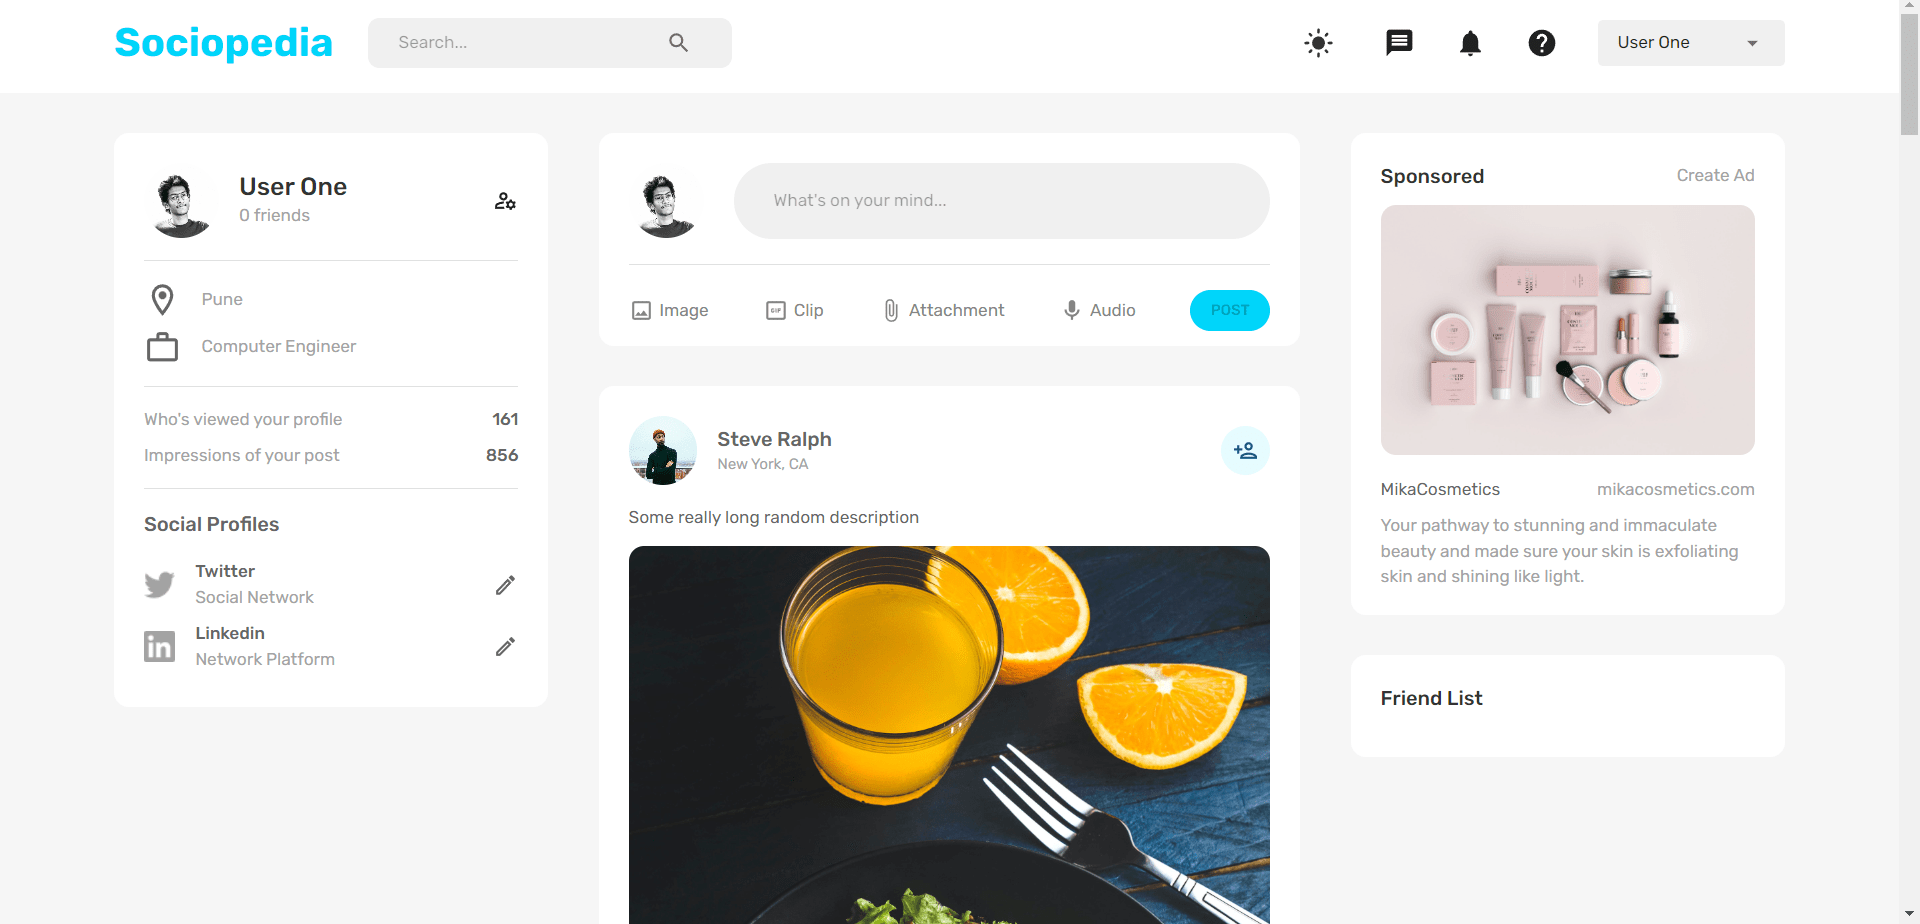 Sociopedia
Search...
User One
User One
0 friends
Pune
Computer Engineer
Who's viewed your profile 161
Impressions of your post 856
Social Profiles
Twitter
Social Network
Linkedin
Network Platform
What's on your mind...
Image
GIF
Clip
Attachment
Audio
POST
Steve Ralph
New York, CA
Some really long random description
Sponsored
Create Ad
MikaCosmetics
mikacosmetics.com
Your pathway to stunning and immaculate
beauty and made sure your skin is exfoliating
skin and shining like light.
Friend List